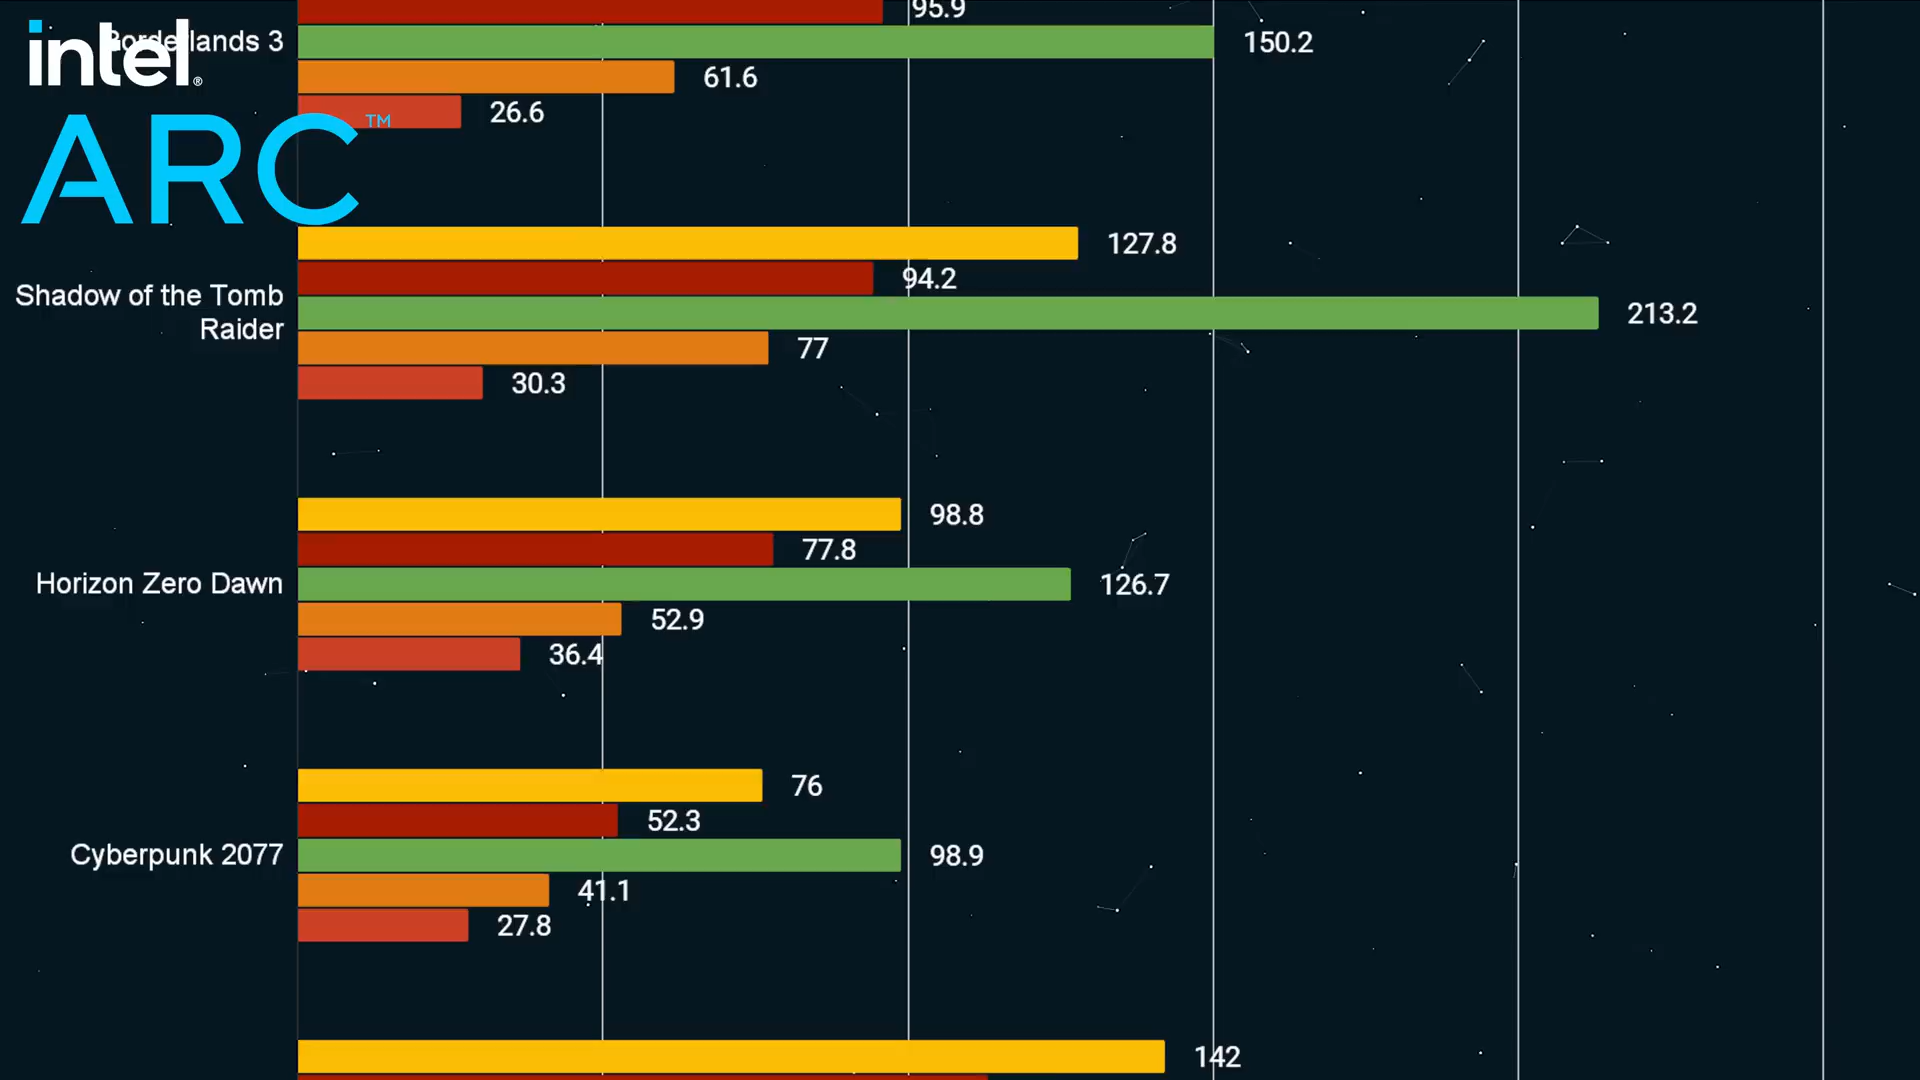 95.9
intel®
Borderlands 3
150.2
61.6
26.6
ARC™
127.8
94.2
Shadow of the Tomb
Raider
213.2
77
30.3
98.8
77.8
Horizon Zero Dawn
126.7
52.9
36.4
76
52.3
Cyberpunk 2077
98.9
41.1
27.8
142